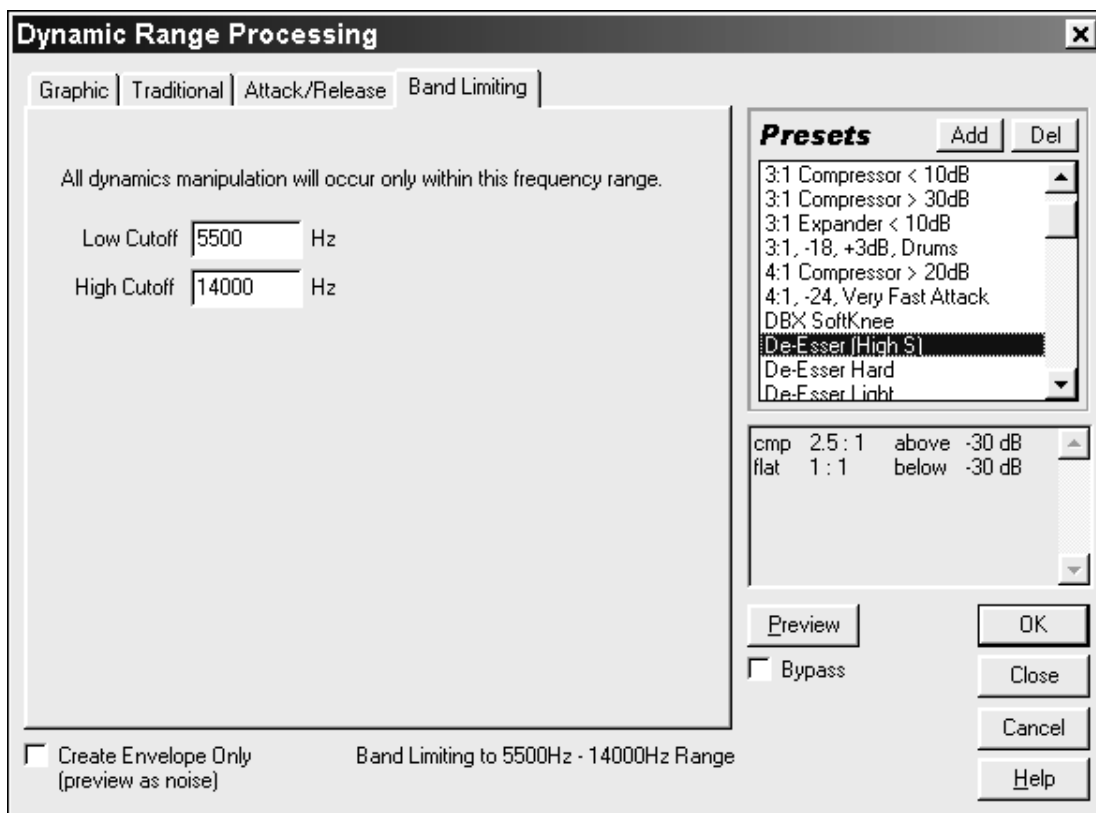 Dynamic Range Processing
Graphic Traditional Attack/Release Band Limiting
All dynamics manipulation will occur only within this frequency range.
Low Cutoff 5500 Hz
High Cutoff 14000 Hz
Presets Add Del
3:1 Compressor < 10dB
3:1 Compressor > 30dB
3:1 Expander < 10dB
3:1, -18, +3dB, Drums
4:1 Compressor > 20dB
4:1, -24, Very Fast Attack
DBX SoftKnee
De-Esser (High S)
De-Esser Hard
De-Esser Light
cmp 2.5 : 1 above -30 dB
flat 1 : 1 below -30 dB
Preview OK
Bypass Close
Cancel
Help
Create Envelope Only
(preview as noise)
Band Limiting to 5500Hz - 14000Hz Range